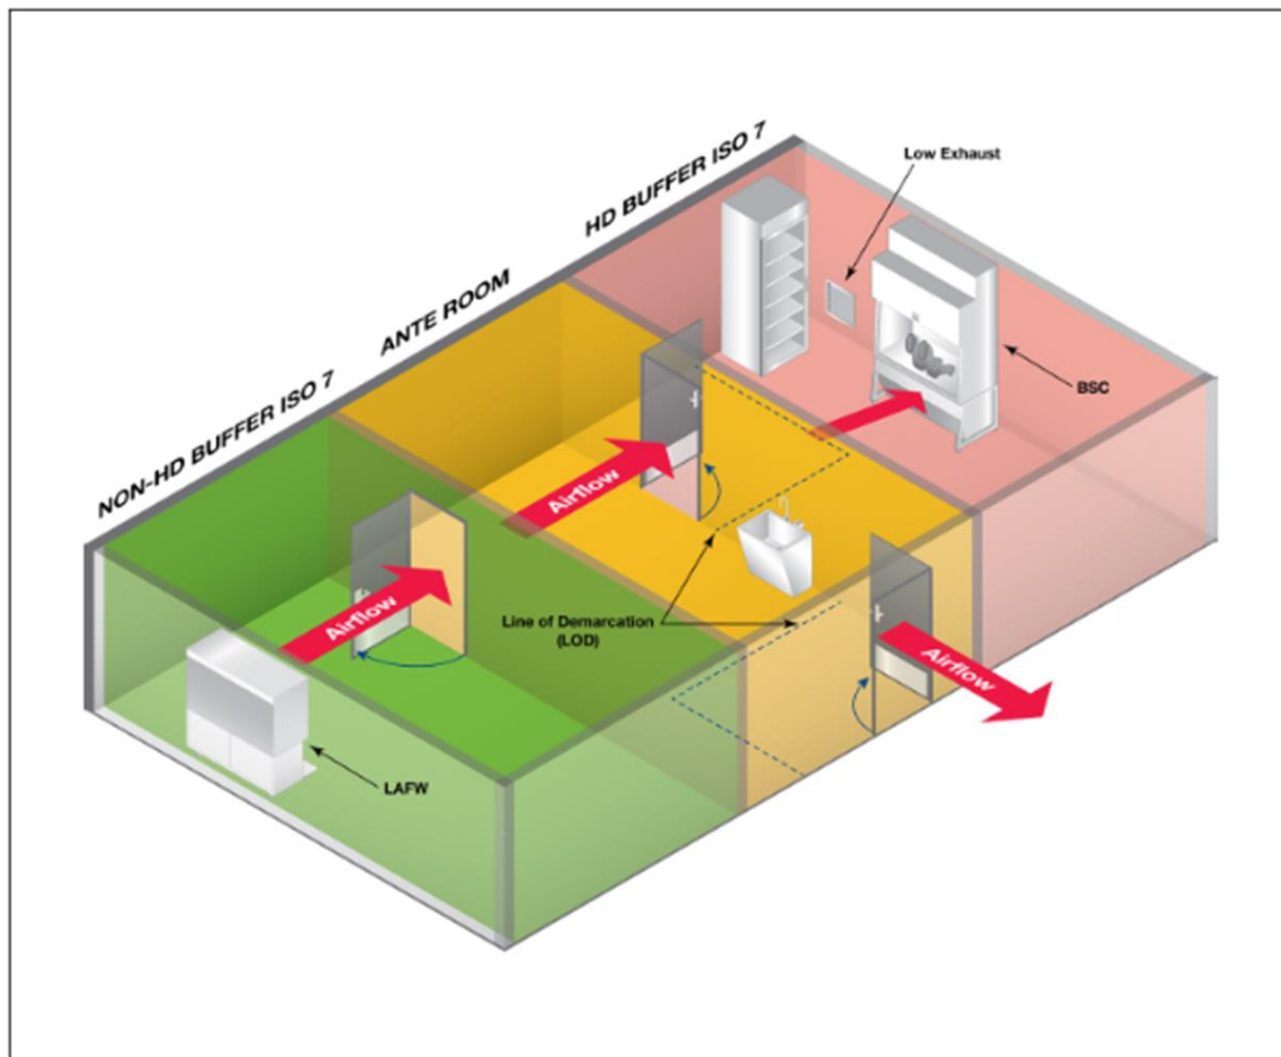 HD BUFFER ISO 7
Low Exhaust
ANTE ROOM
NON-HD BUFFER ISO 7
BSC
Airflow
Airflow
Line of Demarcation
(LOD)
Airflow
LAFW